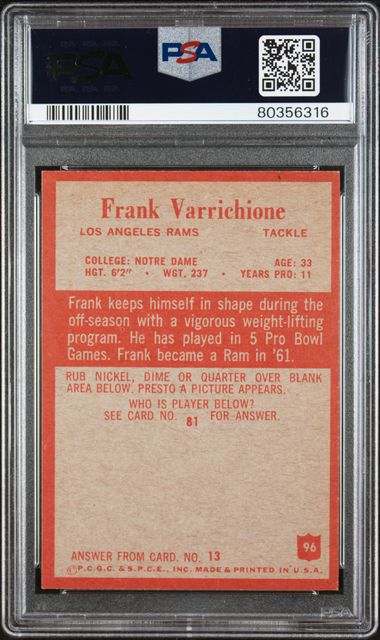 PSA
PSA
80356316
Frank Varrichione
LOS ANGELES RAMS TACKLE
COLLEGE: NOTRE DAME AGE: 33
HGT. 6'2" • WGT. 237 • YEARS PRO: 11
Frank keeps himself in shape during the
off-season with a vigorous weight-lifting
program. He has played in 5 Pro Bowl
Games. Frank became a Ram in '61.
RUB NICKEL, DIME OR QUARTER OVER BLANK
AREA BELOW. PRESTO A PICTURE APPEARS.
WHO IS PLAYER BELOW?
SEE CARD NO. 81 FOR ANSWER.
96
ANSWER FROM CARD. NO. 13
©P.C.G.C. & S.P.C.E., INC. MADE & PRINTED IN U.S.A.
PSA